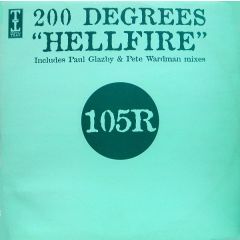 200 DEGREES
"HELLFIRE"
Includes Paul Glazby & Pete Wardman mixes
105R